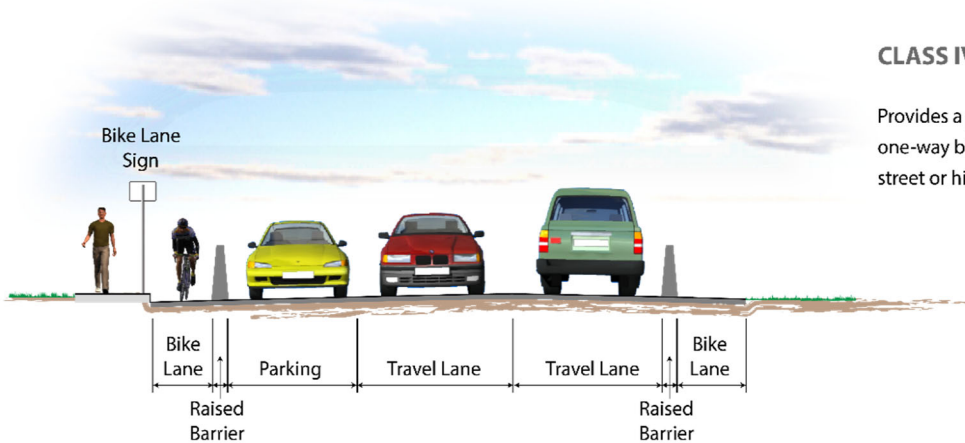 CLASS
Provides a
one-way
street or
Bike Lane
Sign
Bike
Lane
Parking
Travel Lane
Travel Lane
Bike
Lane
Raised
Barrier
Raised
Barrier